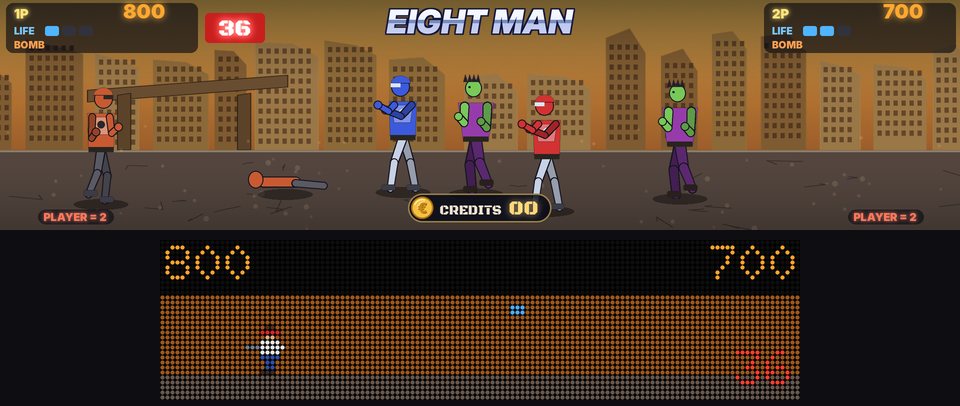 1P 800
LIFE
BOMB
36
EIGHT MAN
2P 700
LIFE
BOMB
PLAYER = 2
€ CREDITS 00
PLAYER = 2
800 700
36